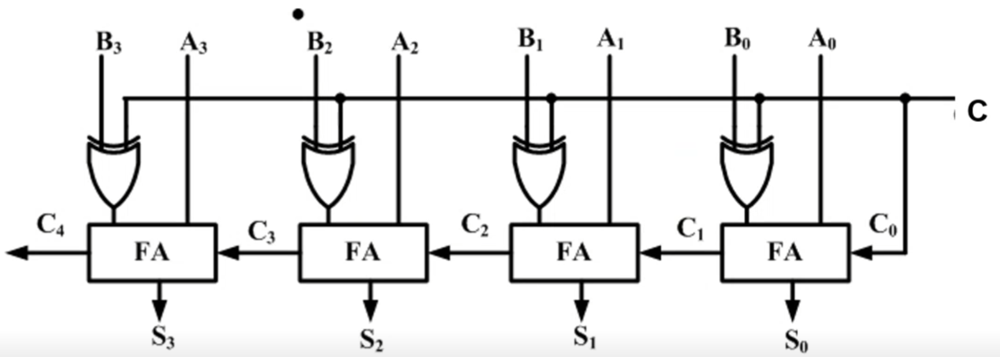 B₃ A₃ B₂ A₂ B₁ A₁ B₀ A₀
C
C₄ C₃ C₂ C₁ C₀
FA FA FA FA
S₃ S₂ S₁ S₀